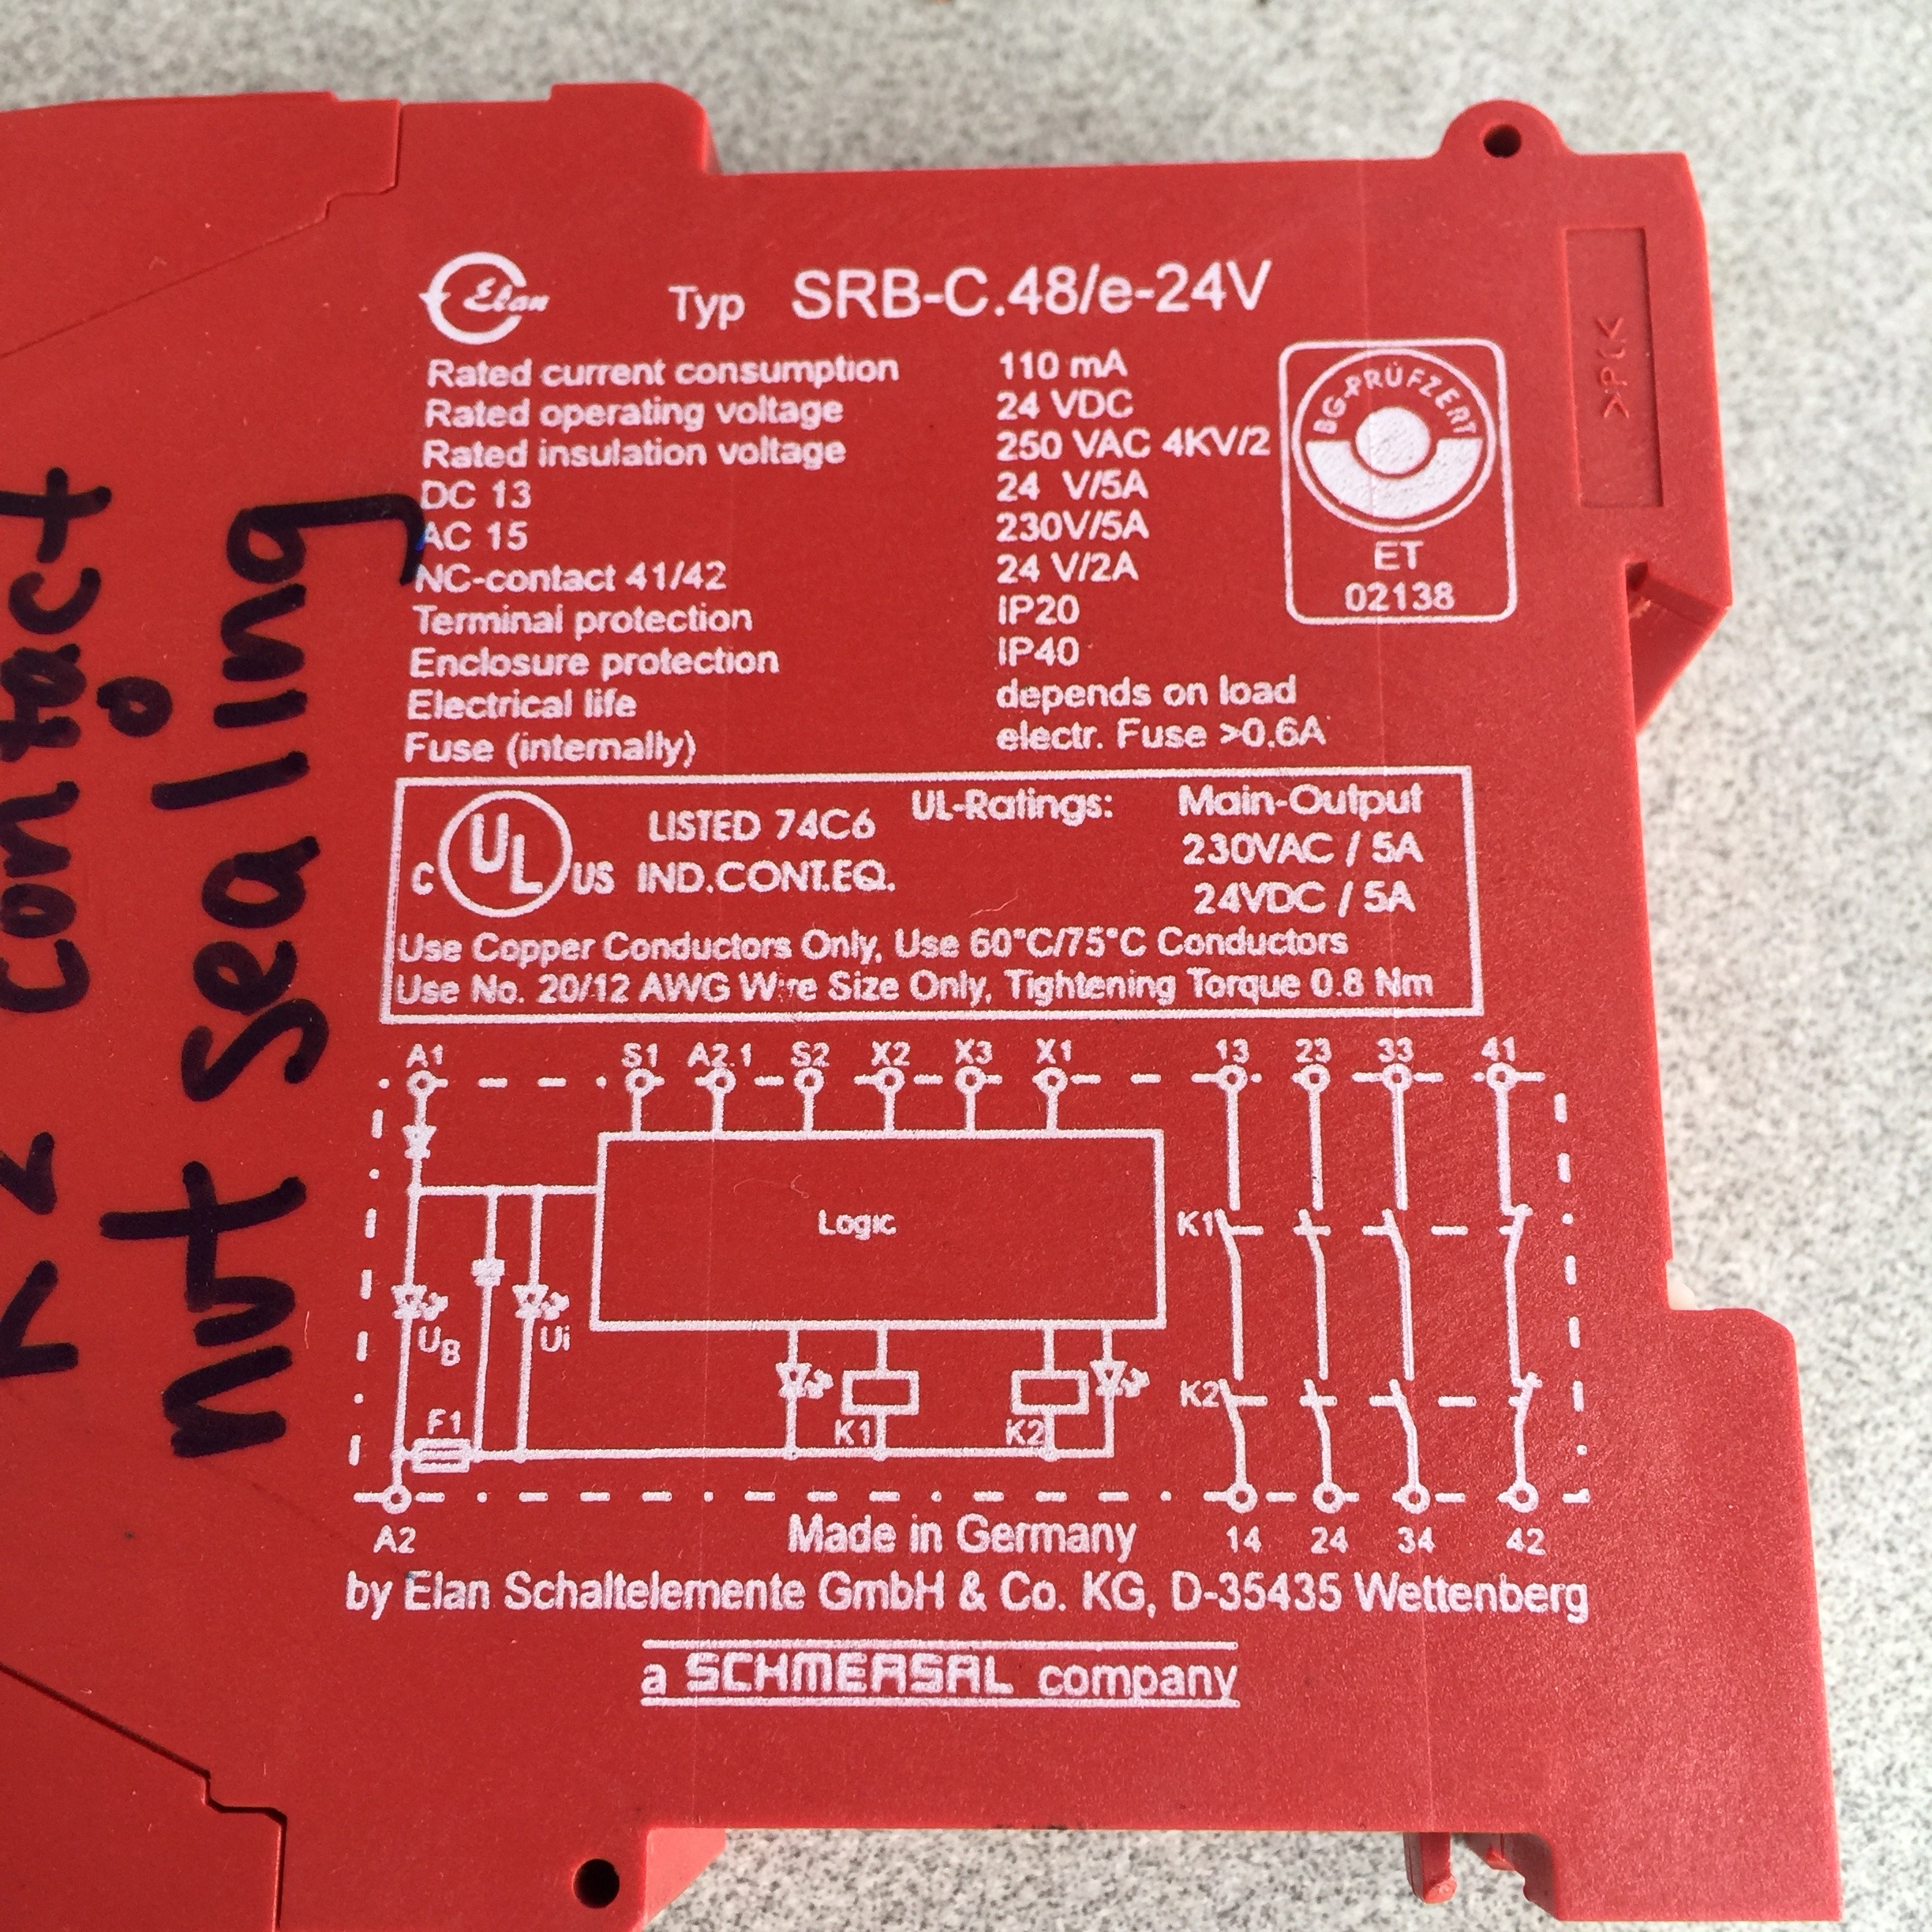 Elan Typ SRB-C.48/e-24V
Rated current consumption 110 mA
Rated operating voltage 24 VDC
Rated insulation voltage 250 VAC 4KV/2
DC 13 24 V/5A
AC 15 230V/5A
NC-contact 41/42 24 V/2A
Terminal protection IP20
Enclosure protection IP40
Electrical life depends on load
Fuse (internally) electr. Fuse >0.6A
BG-PRÜFZERT
ET
02138
C UL US LISTED 74C6 UL-Ratings: Main-Output
IND.CONT.EQ. 230VAC / 5A
24VDC / 5A
Use Copper Conductors Only, Use 60°C/75°C Conductors
Use No. 20/12 AWG Wire Size Only, Tightening Torque 0.8 Nm
A1 S1 A2.1 S2 X2 X3 X1 13 23 33 41
Logic
K1
UB Ui
K2
F1 K1 K2
A2 14 24 34 42
Made in Germany
by Elan Schaltelemente GmbH & Co. KG, D-35435 Wettenberg
a SCHMERSAL company
contact
not sealing